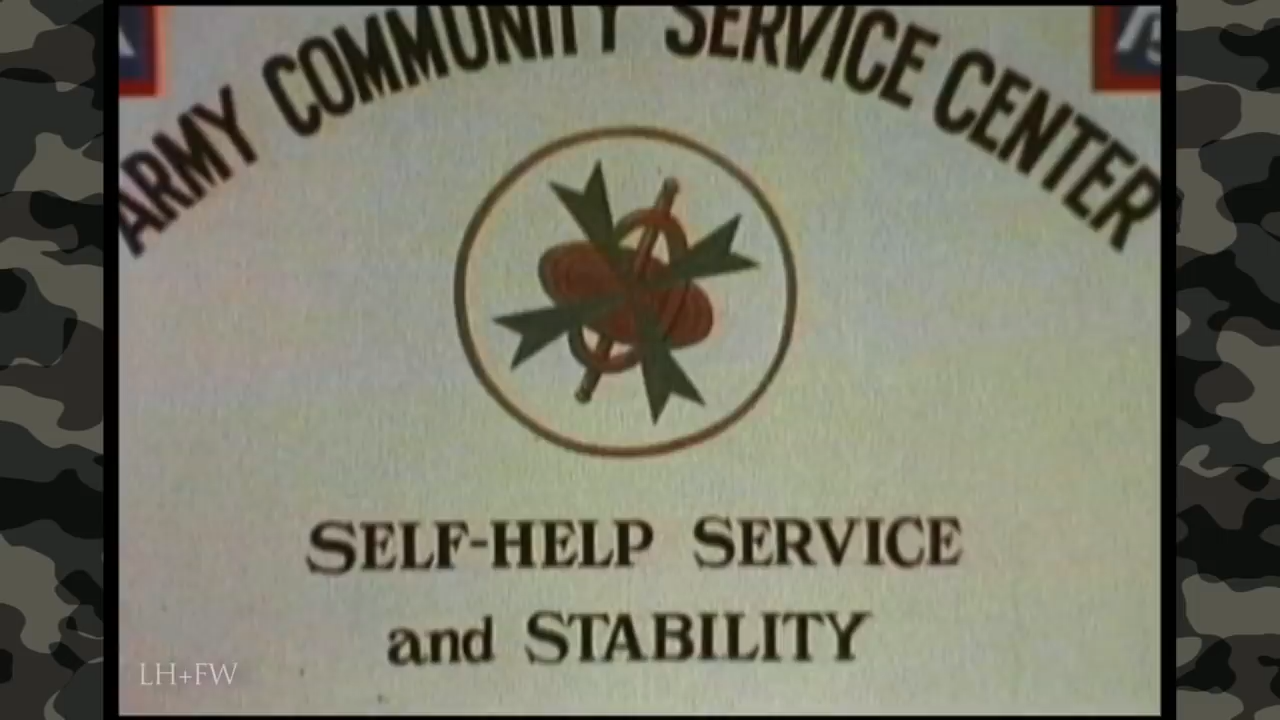 ARMY COMMUNITY SERVICE CENTER
SELF-HELP SERVICE
and STABILITY
LH+FW